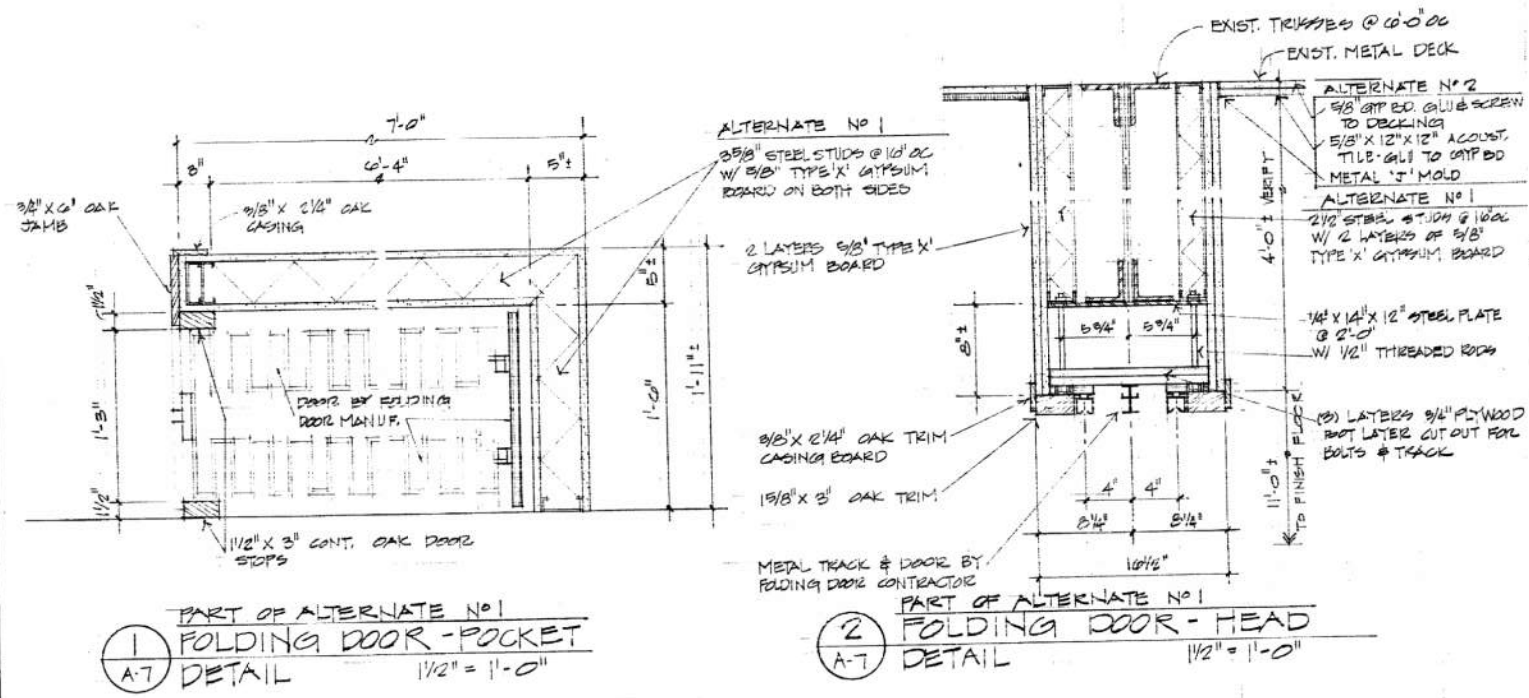 7'-0"
3"
6'-4"
5"±
3/4" X 6" OAK
JAMB
3/8" X 2 1/4" OAK
CASING
ALTERNATE Nº 1
3 5/8" STEEL STUDS @ 16" OC
W/ 5/8" TYPE 'X' GYPSUM
BOARD ON BOTH SIDES
5"±
1'-11"±
1'-6"
1 1/2"
1'-3"
1 1/2"
DOOR BY FOLDING
DOOR MANUF.
1 1/2" X 3" CONT. OAK DOOR
STOPS
PART OF ALTERNATE Nº 1
1
A-7
FOLDING DOOR - POCKET
DETAIL 1 1/2" = 1'-0"
EXIST. TRUSSES @ 6'-0" OC
EXIST. METAL DECK
ALTERNATE Nº 2
5/8" GYP BD. GLUE & SCREW
TO DECKING
5/8" X 12" X 12" ACOUST.
TILE-GLUE TO GYP BD
METAL 'J' MOLD
ALTERNATE Nº 1
2 1/2" STEEL STUDS @ 16" OC
W/ 2 LAYERS OF 5/8"
TYPE 'X' GYPSUM BOARD
4'-0" ± VERIFY
2 LAYERS 5/8" TYPE 'X'
GYPSUM BOARD
1/4" X 14" X 12" STEEL PLATE
@ 2'-0"
W/ 1/2" THREADED RODS
5 3/4" 5 3/4"
8"±
3/8" X 2 1/4" OAK TRIM
CASING BOARD
1 5/8" X 3" OAK TRIM
(3) LAYERS 3/4" PLYWOOD
BOT LAYER CUT OUT FOR
BOLTS & TRACK
11'-0"±
TO FINISH FLOOR
4" 4"
8 1/4" 8 1/4"
16 1/2"
METAL TRACK & DOOR BY
FOLDING DOOR CONTRACTOR
PART OF ALTERNATE Nº 1
2
A-7
FOLDING DOOR - HEAD
DETAIL 1 1/2" = 1'-0"